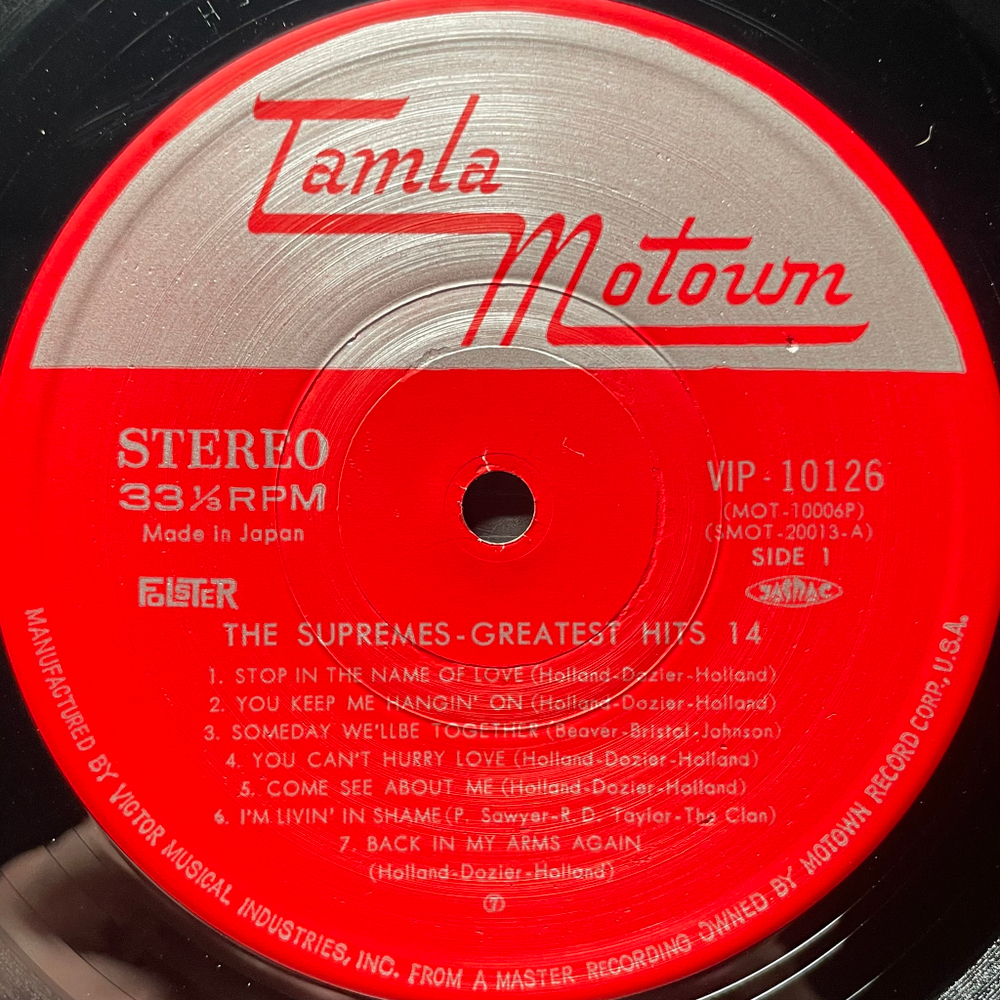 Tamla
Motown
STEREO
33⅓RPM
Made in Japan
FOLSTER
VIP-10126
(MOT-10006P)
(SMOT-20013-A)
SIDE 1
JASRAC
THE SUPREMES-GREATEST HITS 14
1. STOP IN THE NAME OF LOVE (Holland-Dozier-Holland)
2. YOU KEEP ME HANGIN' ON (Holland-Dozier-Holland)
3. SOMEDAY WE'LLBE TOGETHER (Beaver-Bristol-Johnson)
4. YOU CAN'T HURRY LOVE (Holland-Dozier-Holland)
5. COME SEE ABOUT ME (Holland-Dozier-Holland)
6. I'M LIVIN' IN SHAME (P. Sawyer-R.D. Taylor-The Clan)
7. BACK IN MY ARMS AGAIN
(Holland-Dozier-Holland)
MANUFACTURED BY VICTOR MUSICAL INDUSTRIES, INC. FROM A MASTER RECORDING OWNED BY MOTOWN RECORD CORP., U.S.A.